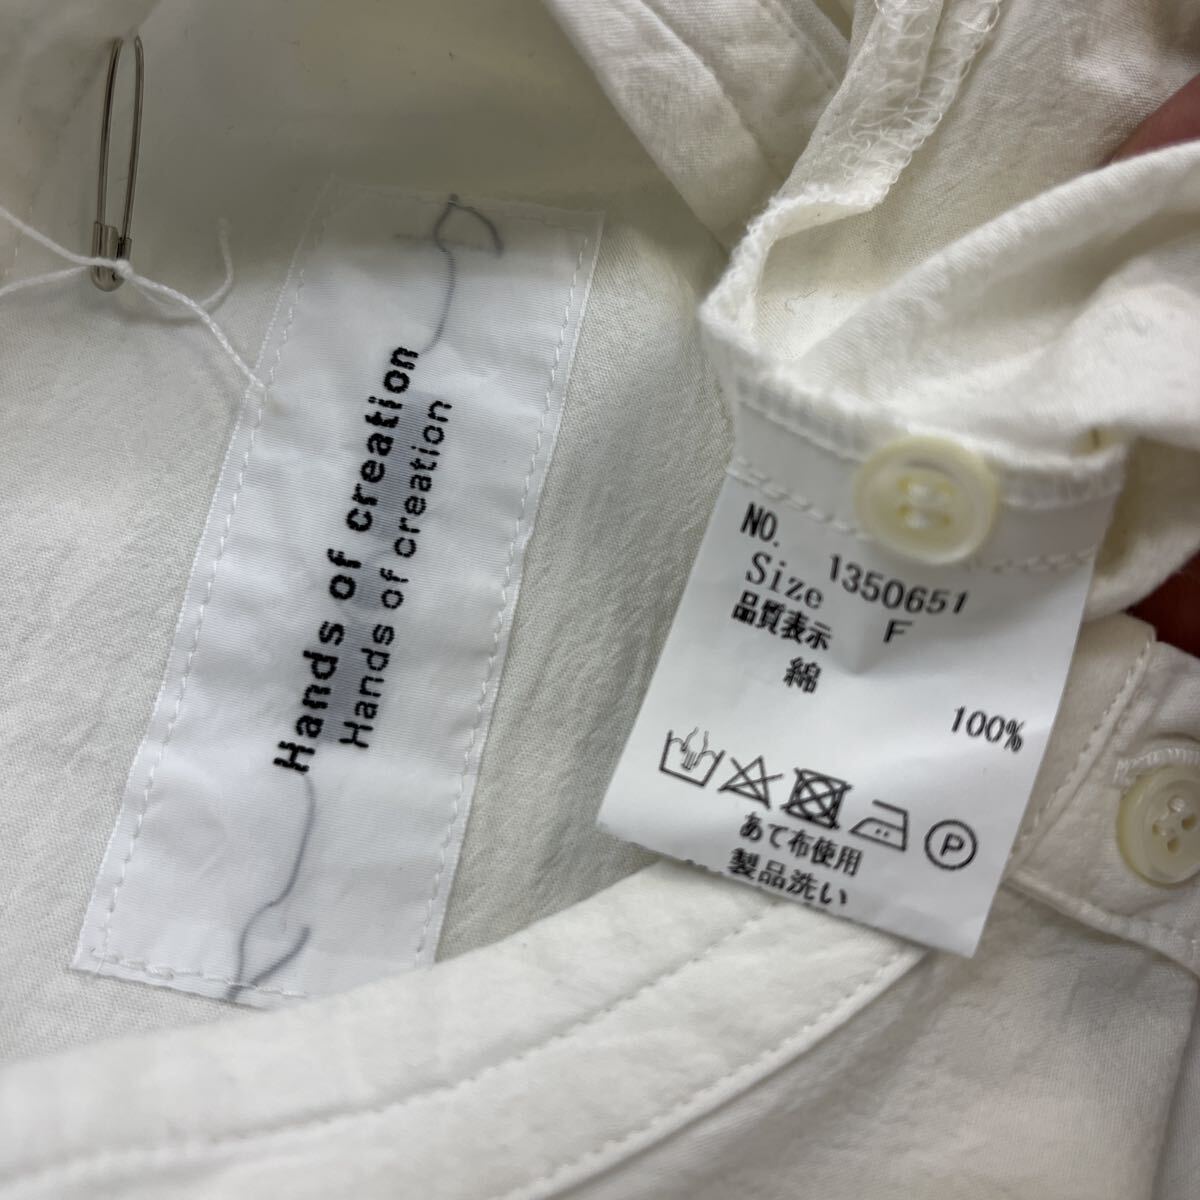 Hands of creation
Hands of creation
NO. 1350651
Size F
品質表示
綿
100%
P
あて布使用
製品洗い